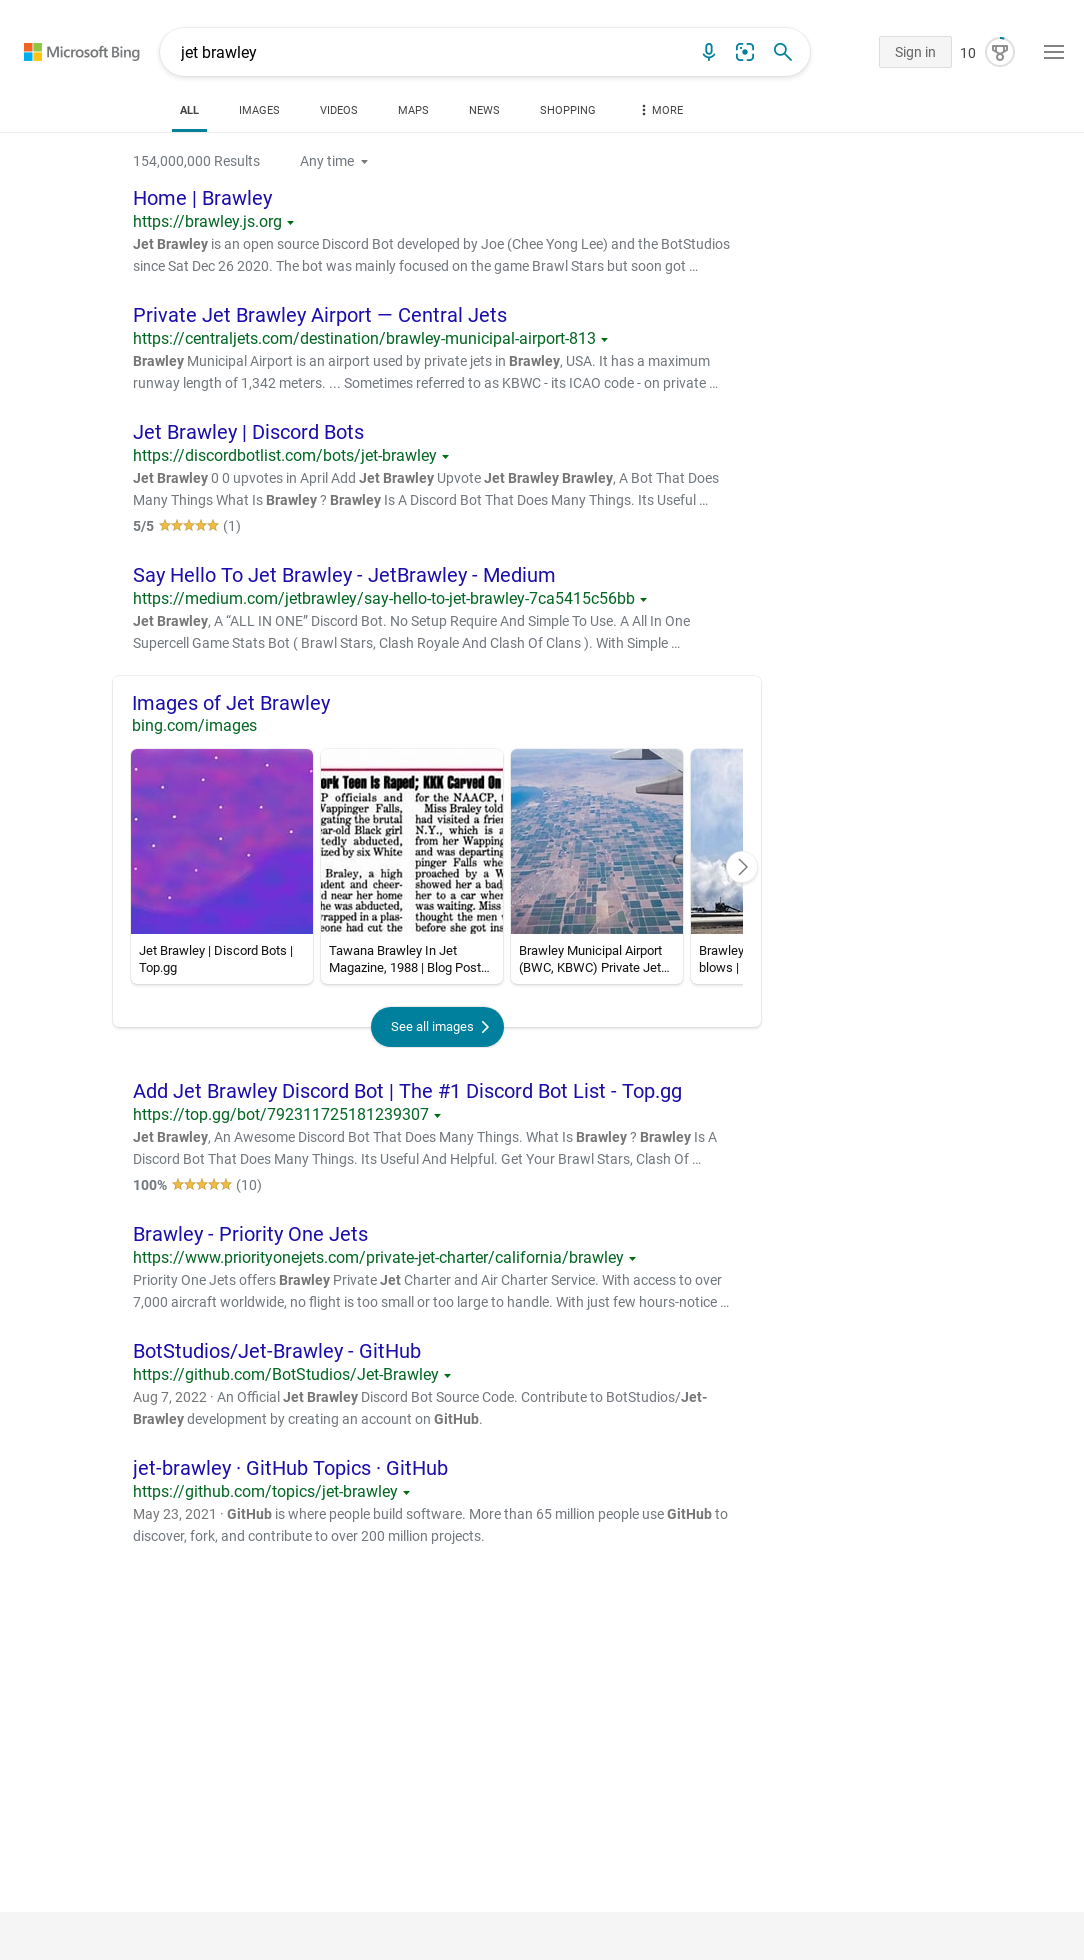 Microsoft Bing
jet brawley
Sign in
10
ALL
IMAGES
VIDEOS
MAPS
NEWS
SHOPPING
MORE
154,000,000 Results
Any time
Home | Brawley
https://brawley.js.org
Jet Brawley is an open source Discord Bot developed by Joe (Chee Yong Lee) and the BotStudios
since Sat Dec 26 2020. The bot was mainly focused on the game Brawl Stars but soon got …
Private Jet Brawley Airport — Central Jets
https://centraljets.com/destination/brawley-municipal-airport-813
Brawley Municipal Airport is an airport used by private jets in Brawley, USA. It has a maximum
runway length of 1,342 meters. ... Sometimes referred to as KBWC - its ICAO code - on private …
Jet Brawley | Discord Bots
https://discordbotlist.com/bots/jet-brawley
Jet Brawley 0 0 upvotes in April Add Jet Brawley Upvote Jet Brawley Brawley, A Bot That Does
Many Things What Is Brawley ? Brawley Is A Discord Bot That Does Many Things. Its Useful …
5/5 (1)
Say Hello To Jet Brawley - JetBrawley - Medium
https://medium.com/jetbrawley/say-hello-to-jet-brawley-7ca5415c56bb
Jet Brawley, A “ALL IN ONE” Discord Bot. No Setup Require And Simple To Use. A All In One
Supercell Game Stats Bot ( Brawl Stars, Clash Royale And Clash Of Clans ). With Simple …
Images of Jet Brawley
bing.com/images
ork Teen Is Raped; KKK Carved On
P officials and
Wappinger Falls,
gating the brutal
ear-old Black girl
tedly abducted,
ized by six White
Braley, a high
udent and cheer-
d near her home
he was abducted,
wrapped in a plas-
eone had cut the
for the NAACP, t
Miss Braley told
had visited a frie
N.Y., which is a
from her Wapping
and was departing
pinger Falls whe
proached by a W
showed her a bad
her to a car when
was waiting. Miss
thought the men
before she got ins
Jet Brawley | Discord Bots |
Top.gg
Tawana Brawley In Jet
Magazine, 1988 | Blog Post…
Brawley Municipal Airport
(BWC, KBWC) Private Jet…
Brawley
blows |
See all images
Add Jet Brawley Discord Bot | The #1 Discord Bot List - Top.gg
https://top.gg/bot/792311725181239307
Jet Brawley, An Awesome Discord Bot That Does Many Things. What Is Brawley ? Brawley Is A
Discord Bot That Does Many Things. Its Useful And Helpful. Get Your Brawl Stars, Clash Of …
100% (10)
Brawley - Priority One Jets
https://www.priorityonejets.com/private-jet-charter/california/brawley
Priority One Jets offers Brawley Private Jet Charter and Air Charter Service. With access to over
7,000 aircraft worldwide, no flight is too small or too large to handle. With just few hours-notice …
BotStudios/Jet-Brawley - GitHub
https://github.com/BotStudios/Jet-Brawley
Aug 7, 2022 · An Official Jet Brawley Discord Bot Source Code. Contribute to BotStudios/Jet-
Brawley development by creating an account on GitHub.
jet-brawley · GitHub Topics · GitHub
https://github.com/topics/jet-brawley
May 23, 2021 · GitHub is where people build software. More than 65 million people use GitHub to
discover, fork, and contribute to over 200 million projects.